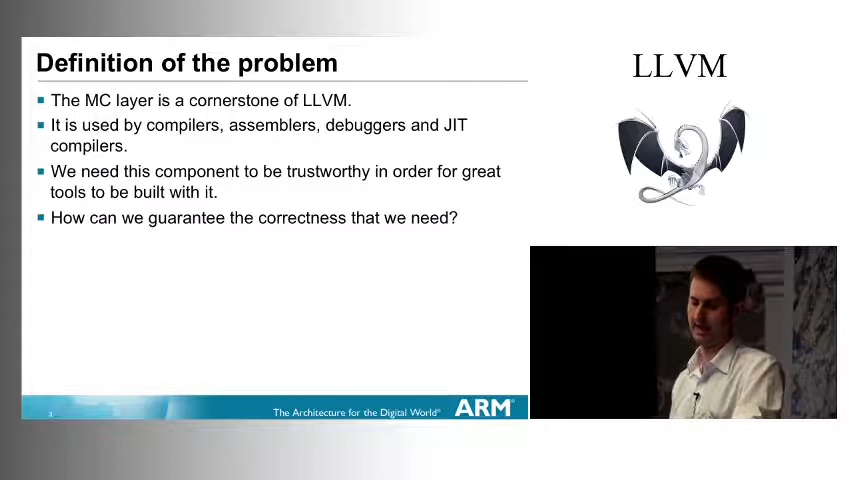 Definition of the problem
The MC layer is a cornerstone of LLVM.
It is used by compilers, assemblers, debuggers and JIT
compilers.
We need this component to be trustworthy in order for great
tools to be built with it.
How can we guarantee the correctness that we need?
3
The Architecture for the Digital World®
ARM®
LLVM